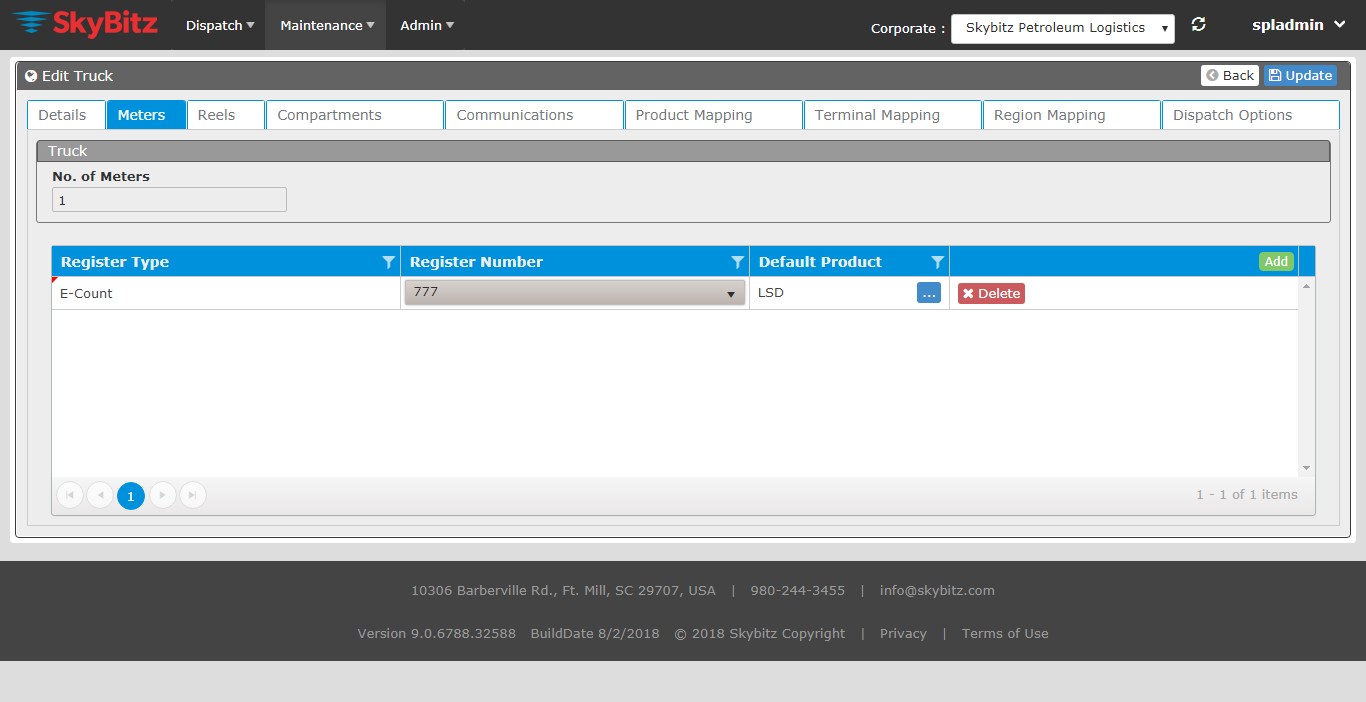 SkyBitz Dispatch Maintenance Admin Corporate : Skybitz Petroleum Logistics spladmin
Edit Truck Back Update
Details Meters Reels Compartments Communications Product Mapping Terminal Mapping Region Mapping Dispatch Options
Truck
No. of Meters
1
Register Type Register Number Default Product Add
E-Count 777 LSD ... Delete
1 1 - 1 of 1 items
10306 Barberville Rd., Ft. Mill, SC 29707, USA | 980-244-3455 | info@skybitz.com
Version 9.0.6788.32588 BuildDate 8/2/2018 © 2018 Skybitz Copyright | Privacy | Terms of Use